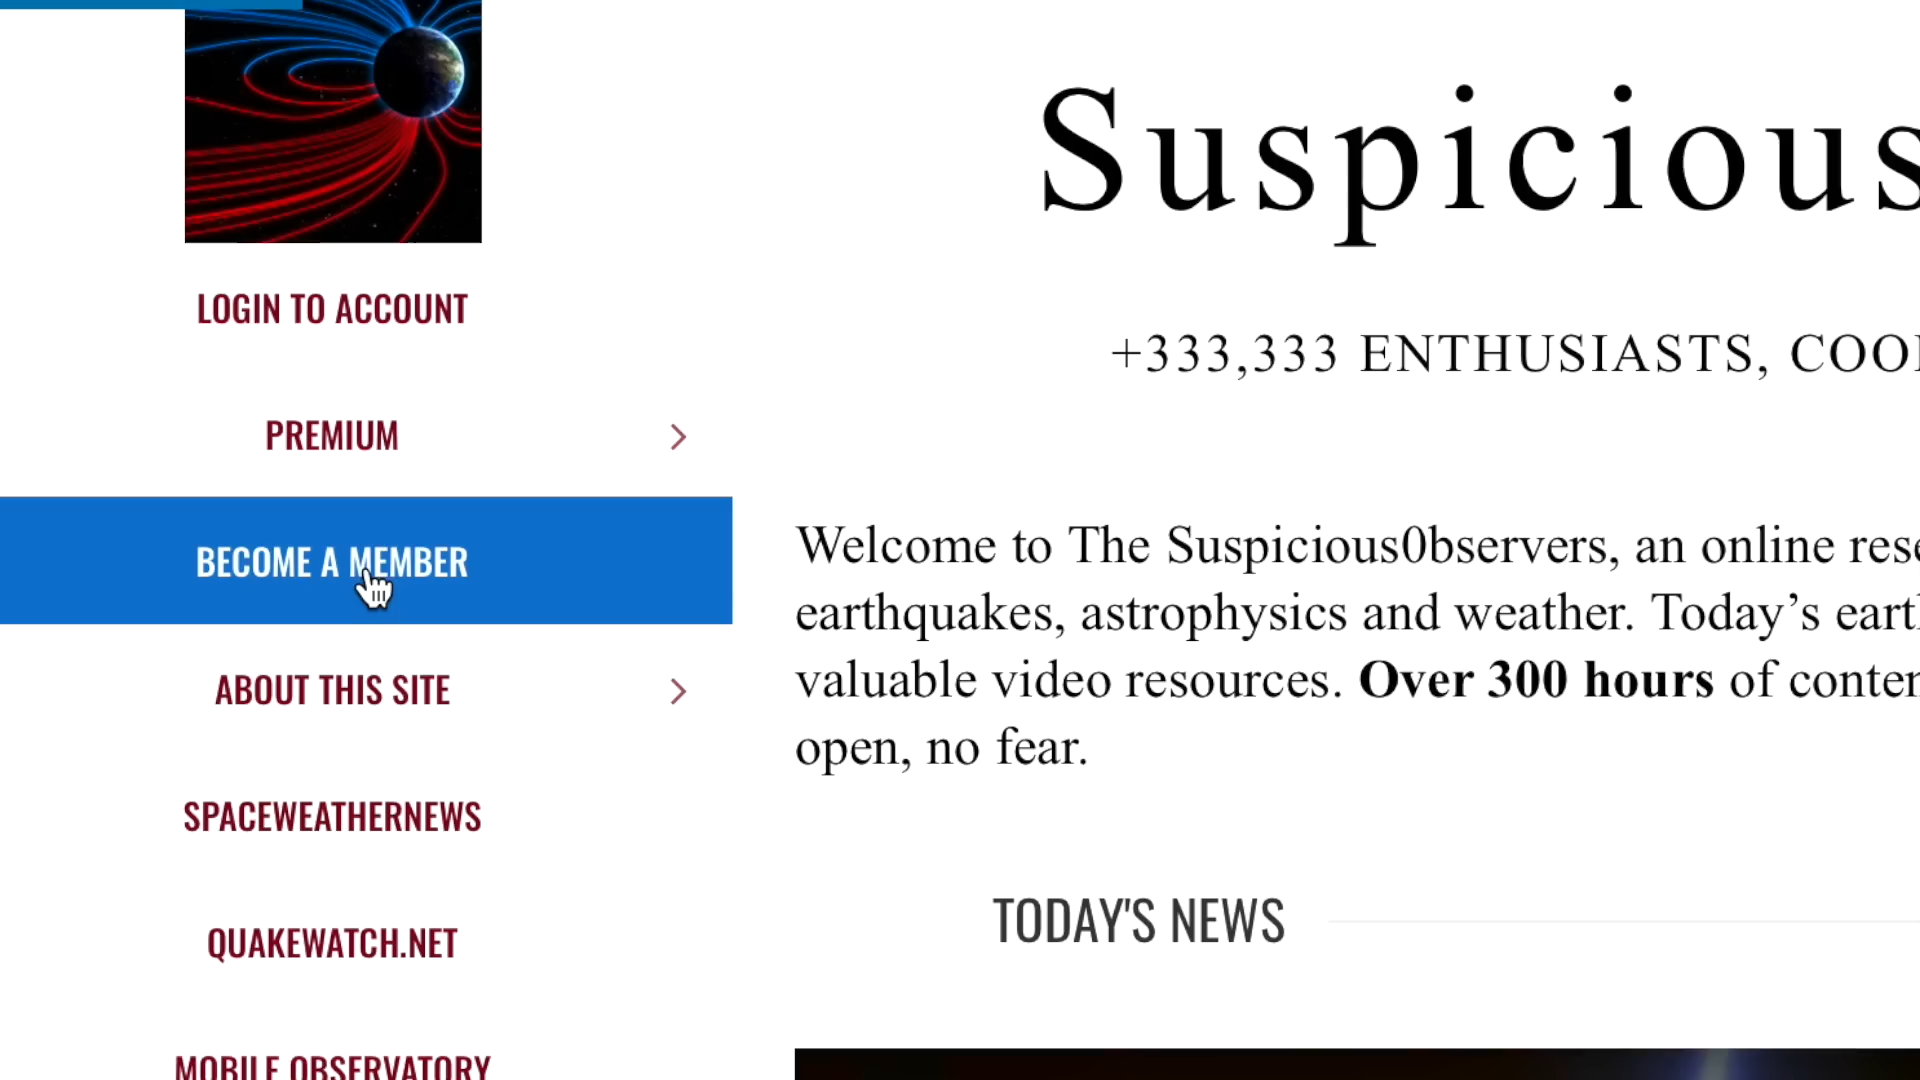 Suspicious
+333,333 ENTHUSIASTS,
LOGIN TO ACCOUNT
PREMIUM
BECOME A MEMBER
ABOUT THIS SITE
SPACEWEATHERNEWS
QUAKEWATCH.NET
MOBILE OBSERVATORY
Welcome to The Suspicious0bservers, an online
earthquakes, astrophysics and weather. Today’s
valuable video resources. Over 300 hours of
open, no fear.
TODAY'S NEWS